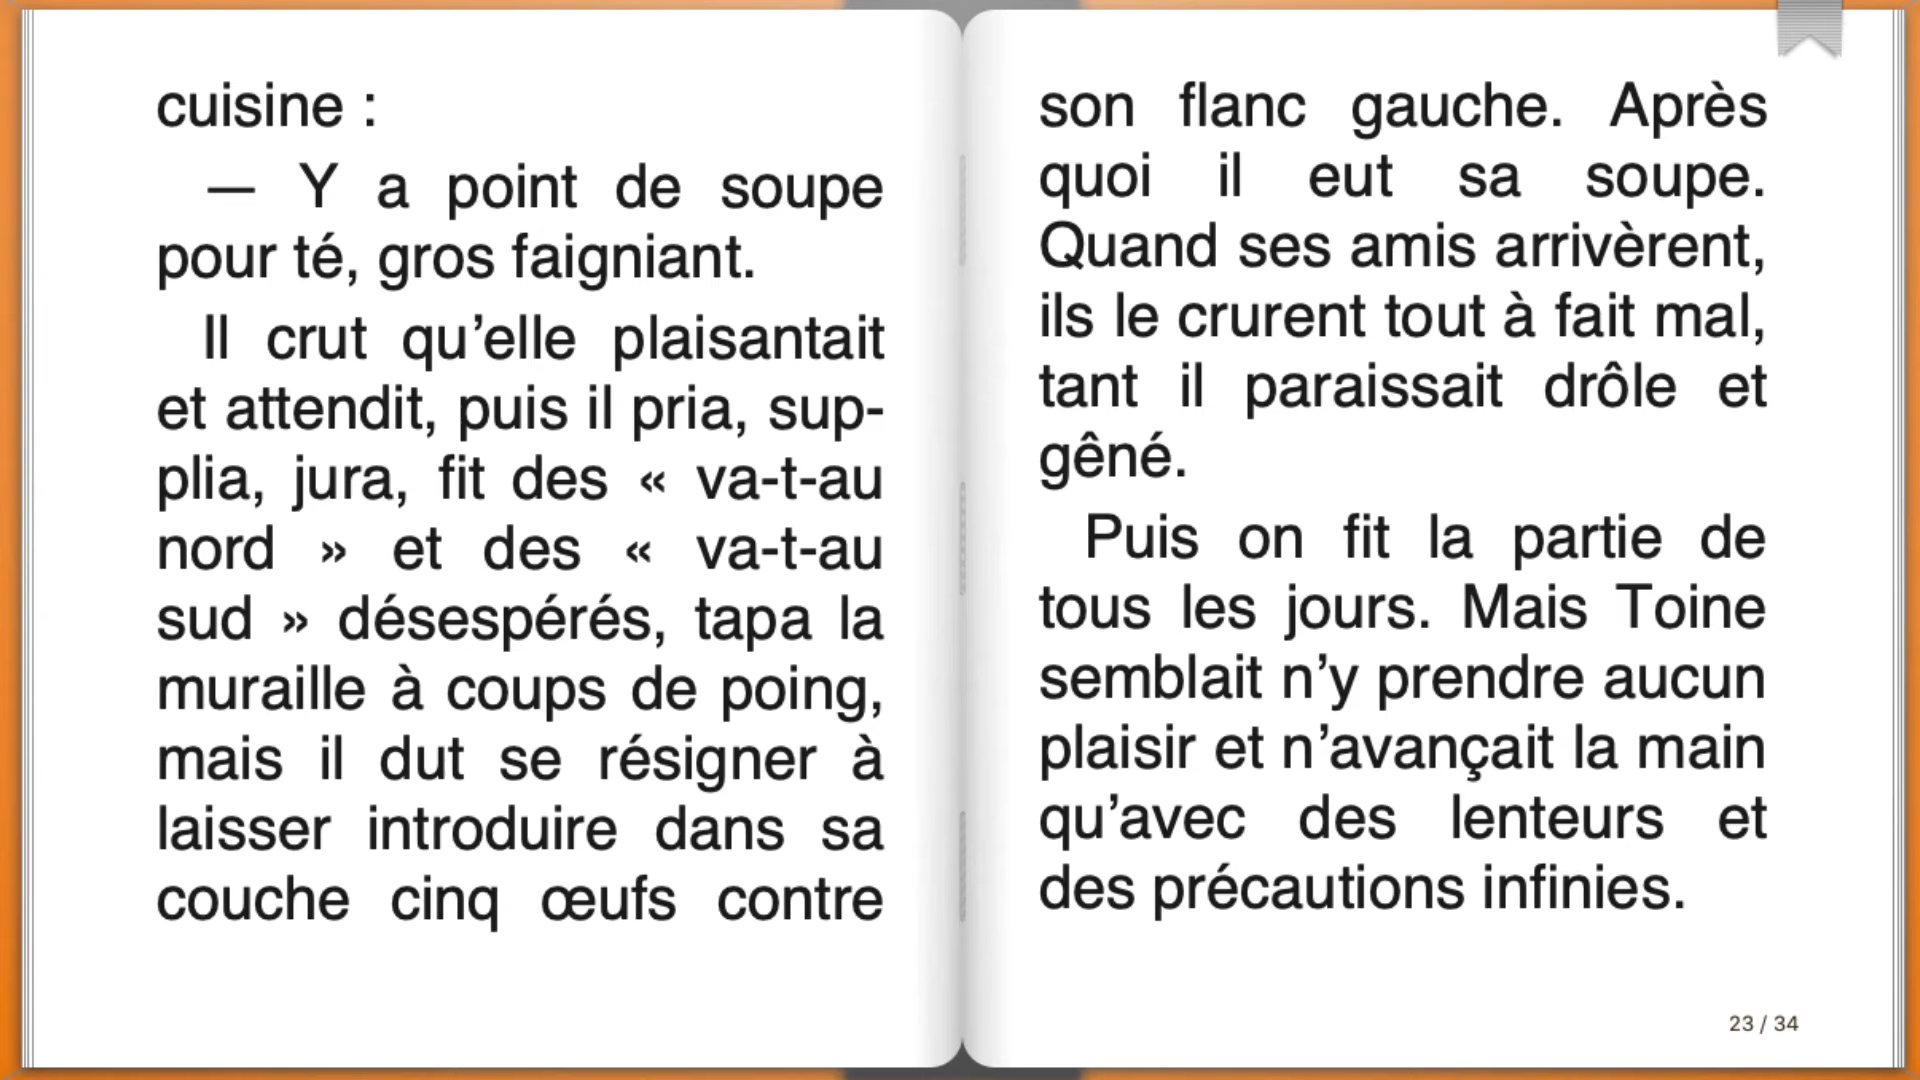 cuisine :
— Y a point de soupe
pour té, gros faigniant.
Il crut qu’elle plaisantait
et attendit, puis il pria, sup-
plia, jura, fit des « va-t-au
nord » et des « va-t-au
sud » désespérés, tapa la
muraille à coups de poing,
mais il dut se résigner à
laisser introduire dans sa
couche cinq œufs contre
son flanc gauche. Après
quoi il eut sa soupe.
Quand ses amis arrivèrent,
ils le crurent tout à fait mal,
tant il paraissait drôle et
gêné.
Puis on fit la partie de
tous les jours. Mais Toine
semblait n’y prendre aucun
plaisir et n’avançait la main
qu’avec des lenteurs et
des précautions infinies.
23 / 34